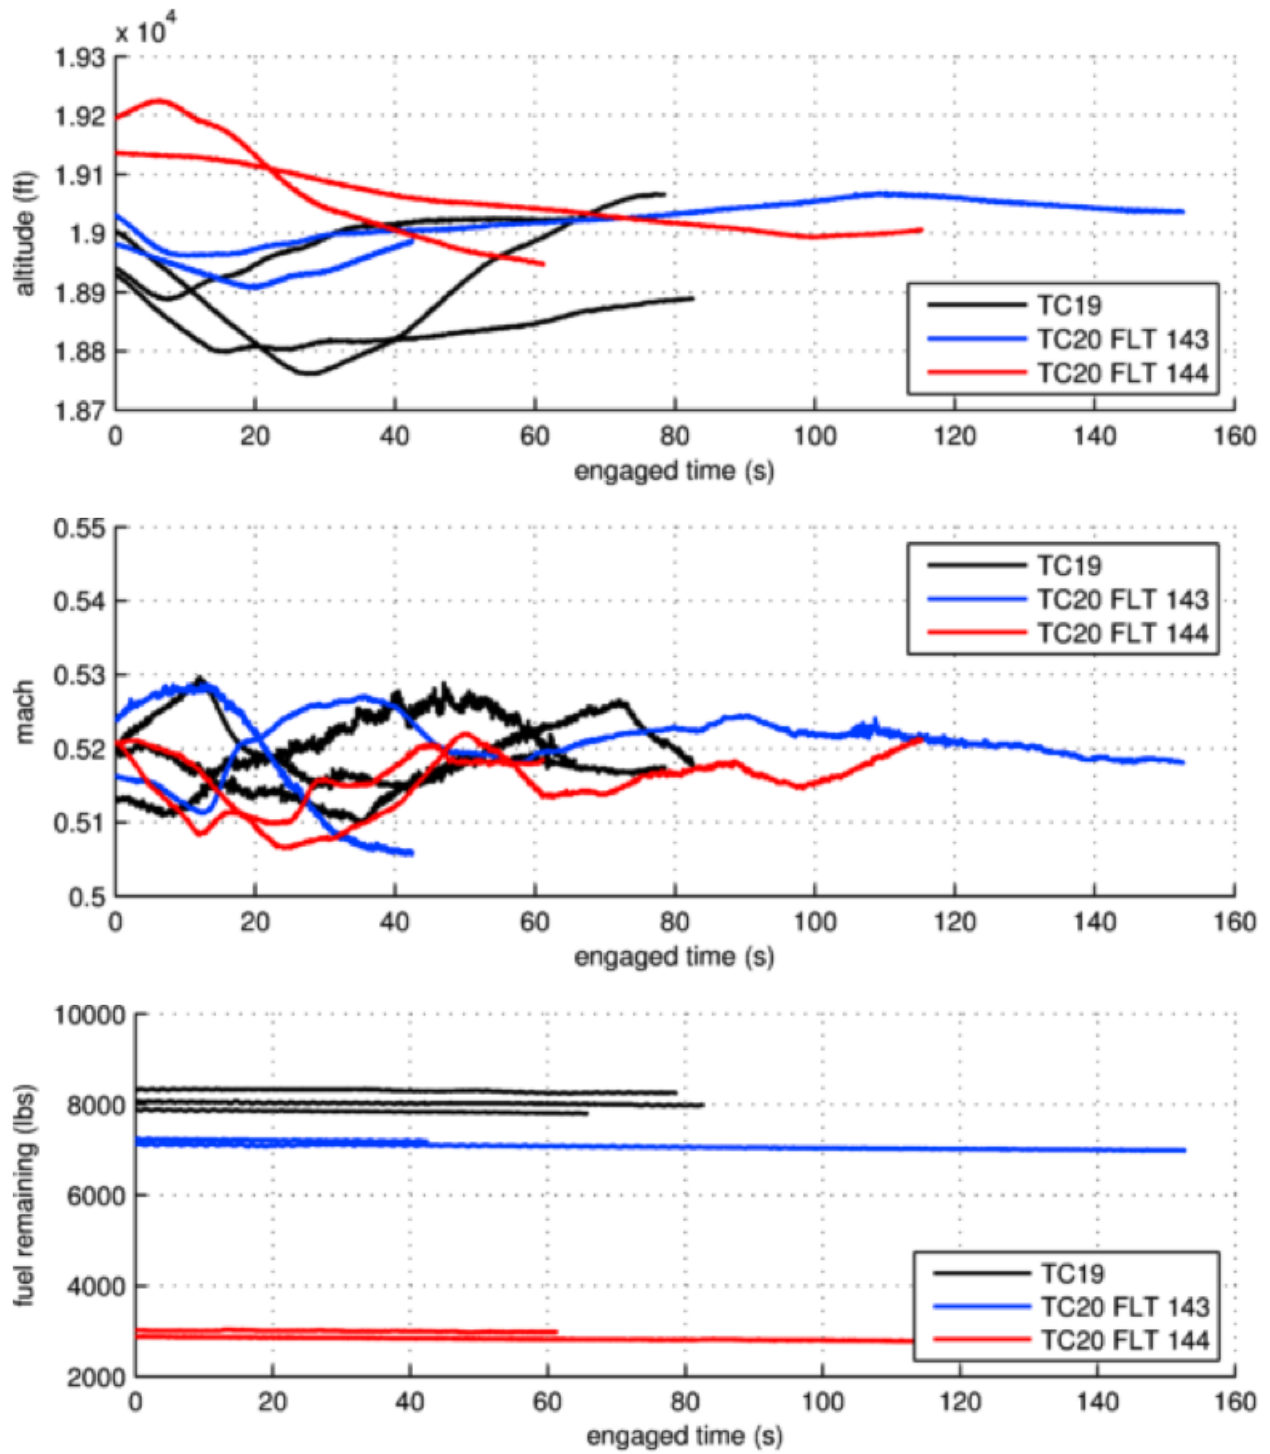 x 10^4
1.93
1.92
1.91
1.9
1.89
1.88
1.87
altitude (ft)
TC19
TC20 FLT 143
TC20 FLT 144
0 20 40 60 80 100 120 140 160
engaged time (s)
0.55
0.54
0.53
0.52
0.51
0.5
mach
TC19
TC20 FLT 143
TC20 FLT 144
0 20 40 60 80 100 120 140 160
engaged time (s)
10000
8000
6000
4000
2000
fuel remaining (lbs)
TC19
TC20 FLT 143
TC20 FLT 144
0 20 40 60 80 100 120 140 160
engaged time (s)